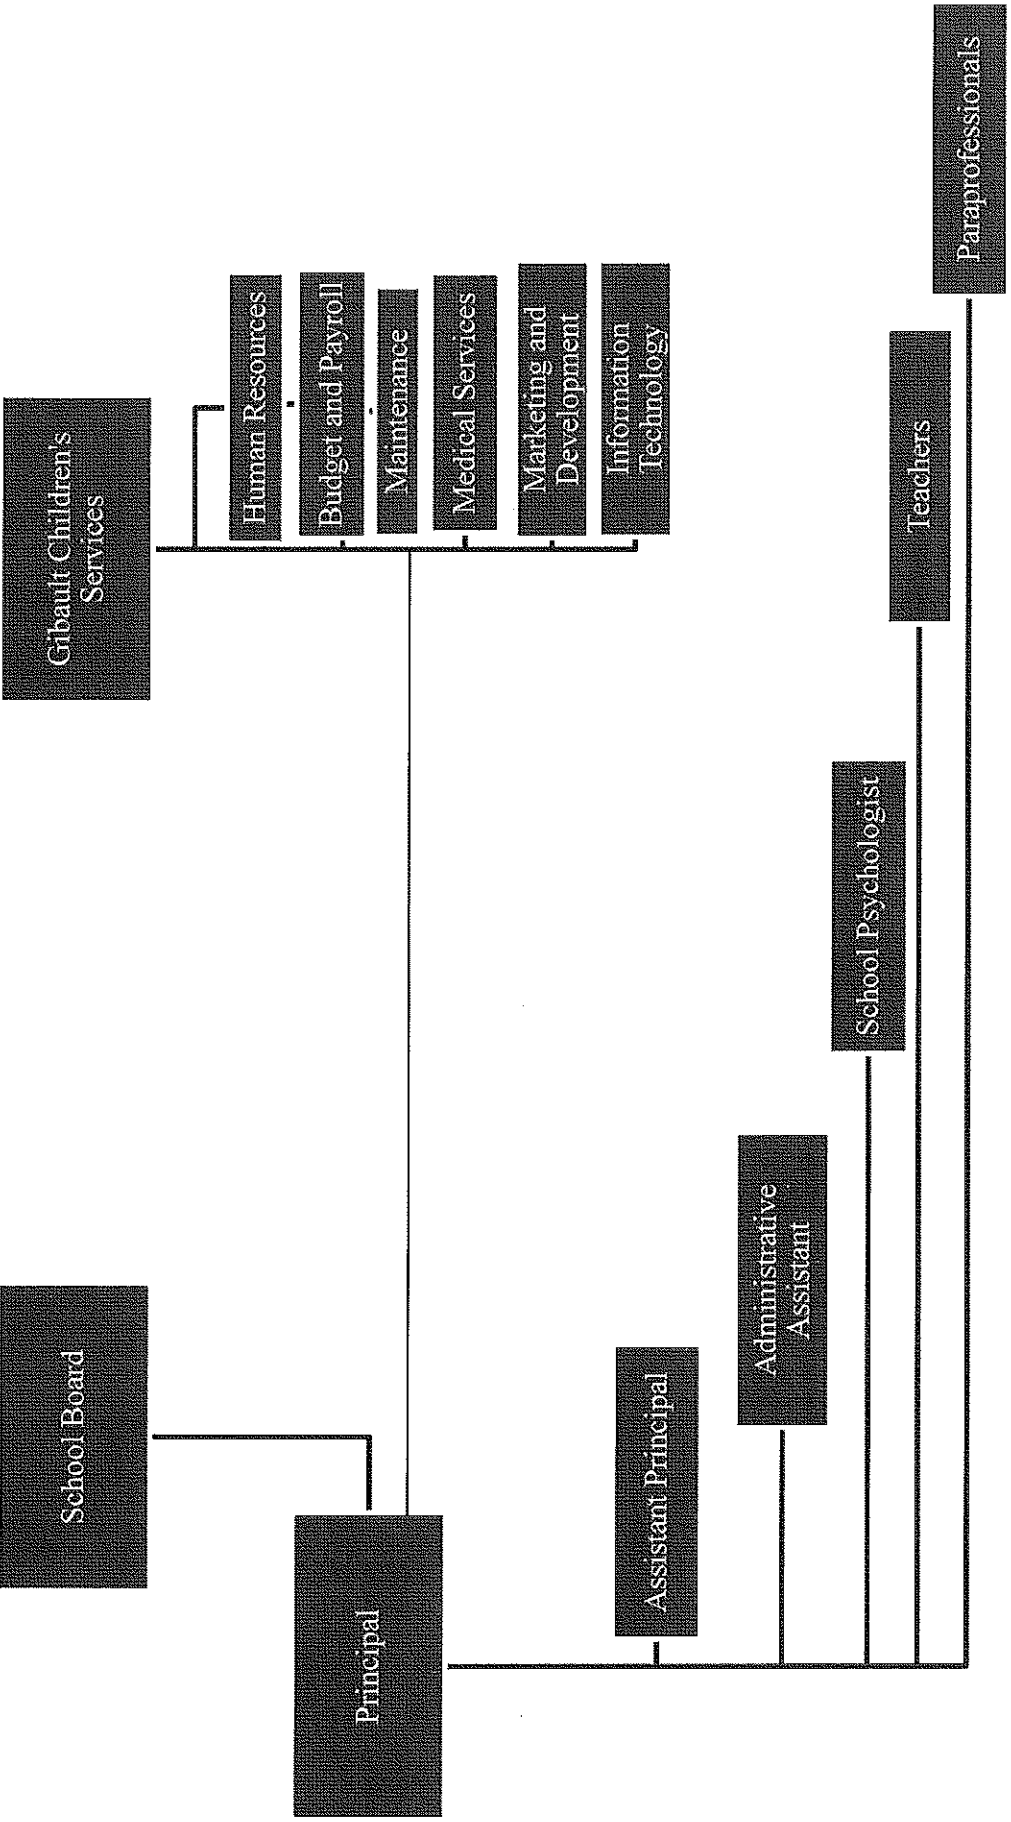 School Board
Gibault Children's
Services
Principal
Human Resources
Budget and Payroll
Maintenance
Medical Services
Marketing and
Development
Information
Technology
Assistant Principal
Administrative
Assistant
School Psychologist
Teachers
Paraprofessionals